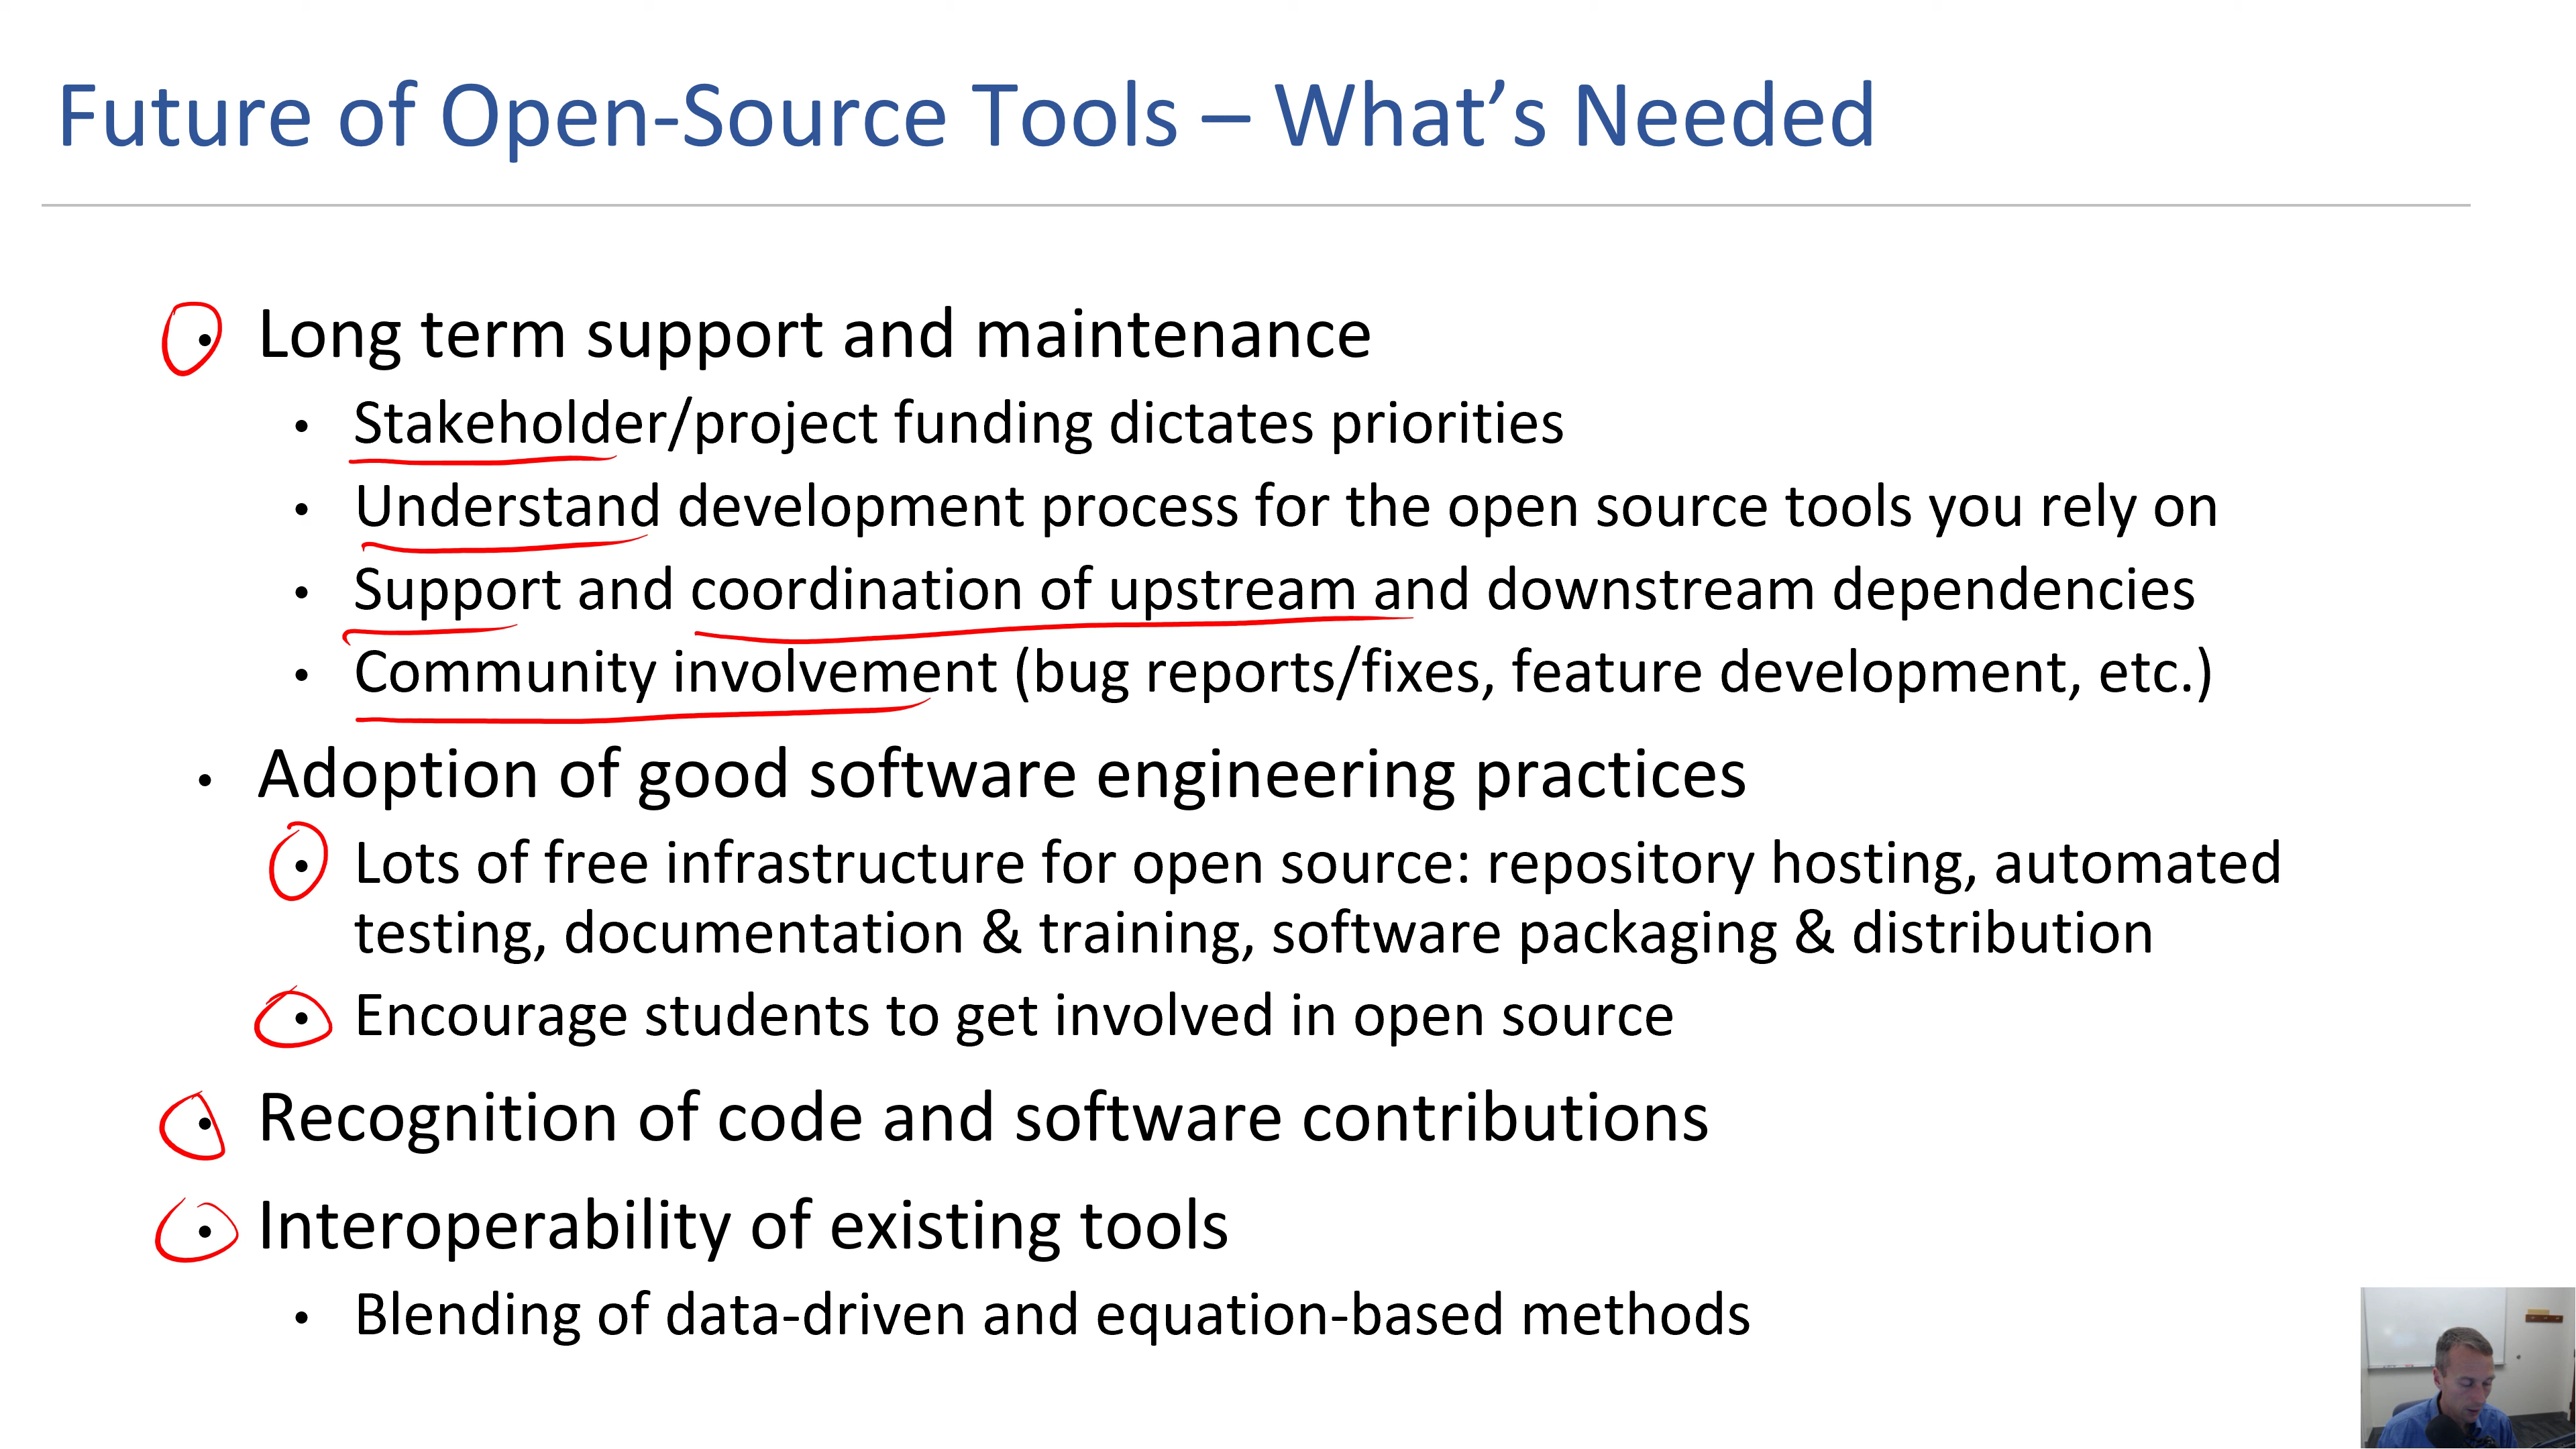 Future of Open-Source Tools – What’s Needed
• Long term support and maintenance
• Stakeholder/project funding dictates priorities
• Understand development process for the open source tools you rely on
• Support and coordination of upstream and downstream dependencies
• Community involvement (bug reports/fixes, feature development, etc.)
• Adoption of good software engineering practices
• Lots of free infrastructure for open source: repository hosting, automated
testing, documentation & training, software packaging & distribution
• Encourage students to get involved in open source
• Recognition of code and software contributions
• Interoperability of existing tools
• Blending of data-driven and equation-based methods